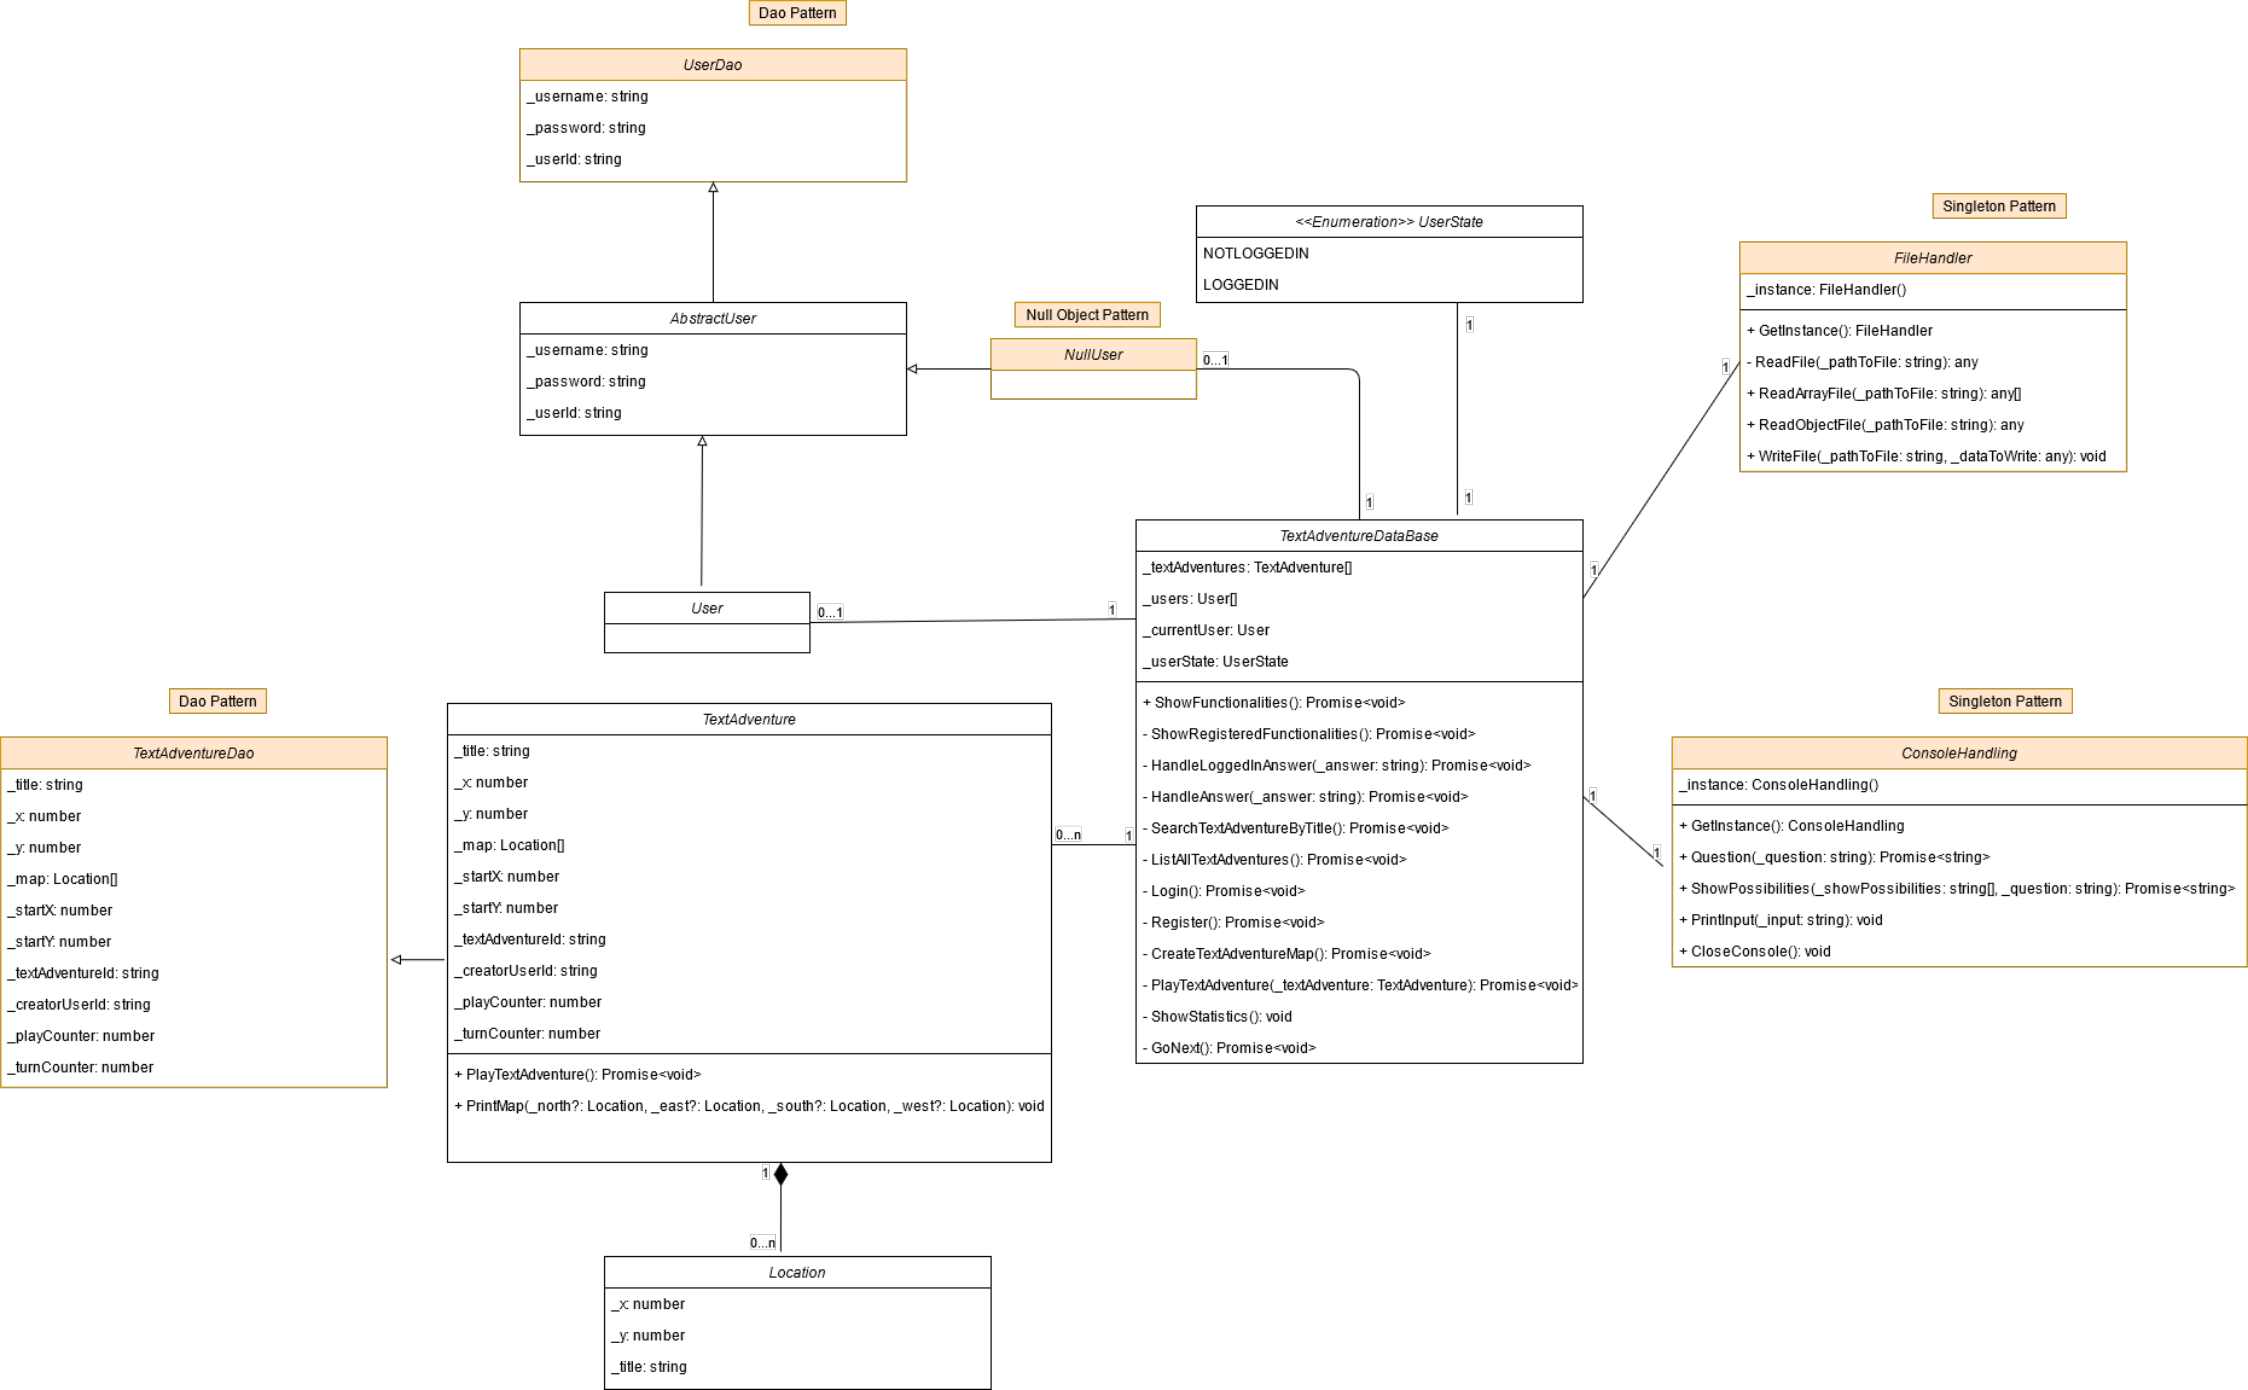 Dao Pattern
UserDao
_username: string
_password: string
_userId: string
<<Enumeration>> UserState
NOTLOGGEDIN
LOGGEDIN
1
1
Singleton Pattern
FileHandler
_instance: FileHandler()
+ GetInstance(): FileHandler
- ReadFile(_pathToFile: string): any
+ ReadArrayFile(_pathToFile: string): any[]
+ ReadObjectFile(_pathToFile: string): any
+ WriteFile(_pathToFile: string, _dataToWrite: any): void
1
1
AbstractUser
_username: string
_password: string
_userId: string
Null Object Pattern
NullUser
0...1
1
User
0...1
1
TextAdventureDataBase
_textAdventures: TextAdventure[]
_users: User[]
_currentUser: User
_userState: UserState
+ ShowFunctionalities(): Promise<void>
- ShowRegisteredFunctionalities(): Promise<void>
- HandleLoggedInAnswer(_answer: string): Promise<void>
- HandleAnswer(_answer: string): Promise<void>
- SearchTextAdventureByTitle(): Promise<void>
- ListAllTextAdventures(): Promise<void>
- Login(): Promise<void>
- Register(): Promise<void>
- CreateTextAdventureMap(): Promise<void>
- PlayTextAdventure(_textAdventure: TextAdventure): Promise<void>
- ShowStatistics(): void
- GoNext(): Promise<void>
Dao Pattern
TextAdventureDao
_title: string
_x: number
_y: number
_map: Location[]
_startX: number
_startY: number
_textAdventureId: string
_creatorUserId: string
_playCounter: number
_turnCounter: number
TextAdventure
_title: string
_x: number
_y: number
_map: Location[]
_startX: number
_startY: number
_textAdventureId: string
_creatorUserId: string
_playCounter: number
_turnCounter: number
+ PlayTextAdventure(): Promise<void>
+ PrintMap(_north?: Location, _east?: Location, _south?: Location, _west?: Location): void
0...n
1
Singleton Pattern
ConsoleHandling
_instance: ConsoleHandling()
+ GetInstance(): ConsoleHandling
+ Question(_question: string): Promise<string>
+ ShowPossibilities(_showPossibilities: string[], _question: string): Promise<string>
+ PrintInput(_input: string): void
+ CloseConsole(): void
1
1
1
0...n
Location
_x: number
_y: number
_title: string